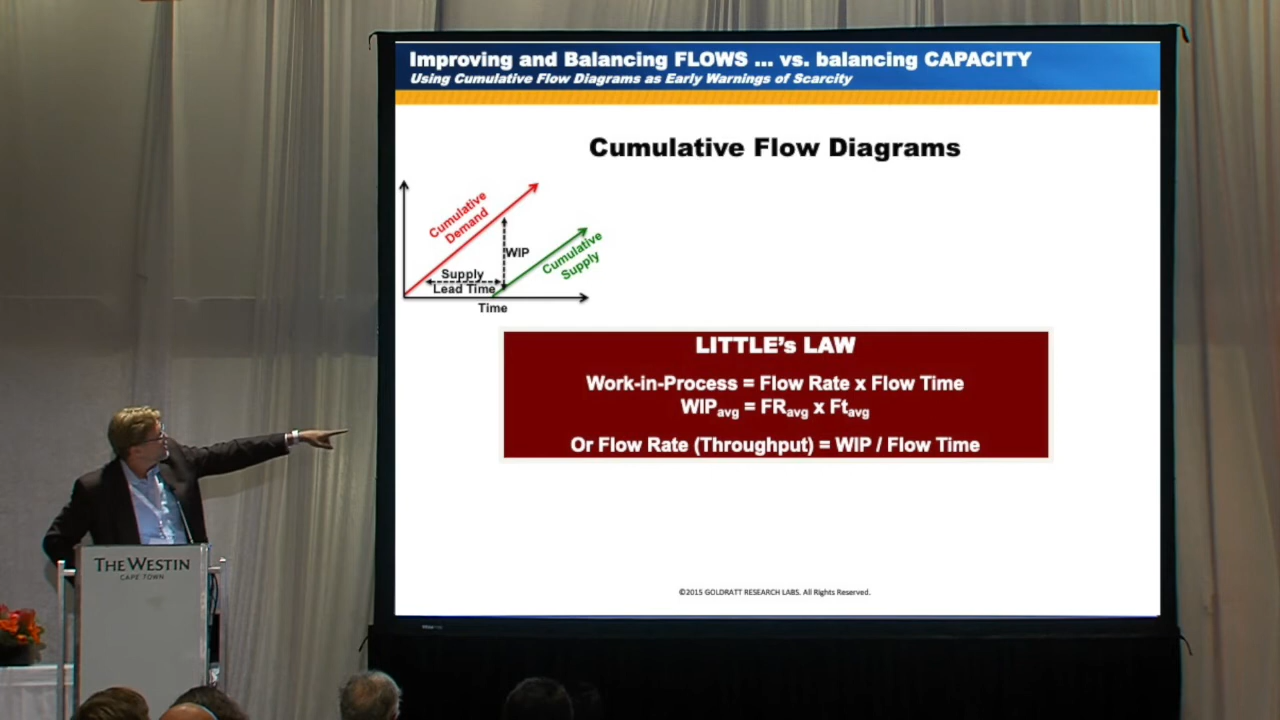 Improving and Balancing FLOWS ... vs. balancing CAPACITY
Using Cumulative Flow Diagrams as Early Warnings of Scarcity
Cumulative Flow Diagrams
Cumulative
Demand
WIP
Cumulative
Supply
Supply
Lead Time
Time
LITTLE's LAW
Work-in-Process = Flow Rate x Flow Time
WIPavg = FRavg x Ftavg
Or Flow Rate (Throughput) = WIP / Flow Time
©2015 GOLDRATT RESEARCH LABS. All Rights Reserved.
THE WESTIN
CAPE TOWN